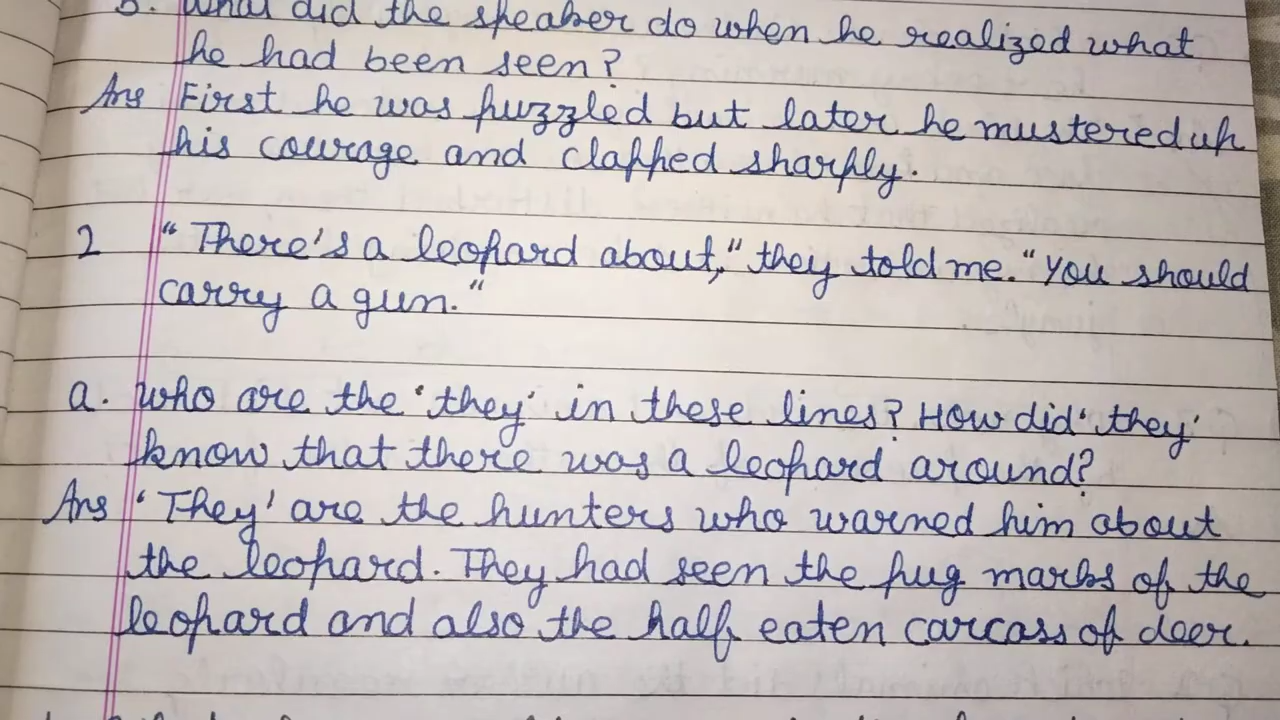 b. What did the speaker do when he realized what
he had been seen?
Ans First he was puzzled but later he mustered up
his courage and clapped sharply.
2 "There's a leopard about," they told me. "You should
carry a gun."
a. who are the 'they' in these lines? How did 'they'
know that there was a leopard around?
Ans 'They' are the hunters who warned him about
the leopard. They had seen the pug marks of the
leopard and also the half eaten carcass of deer.